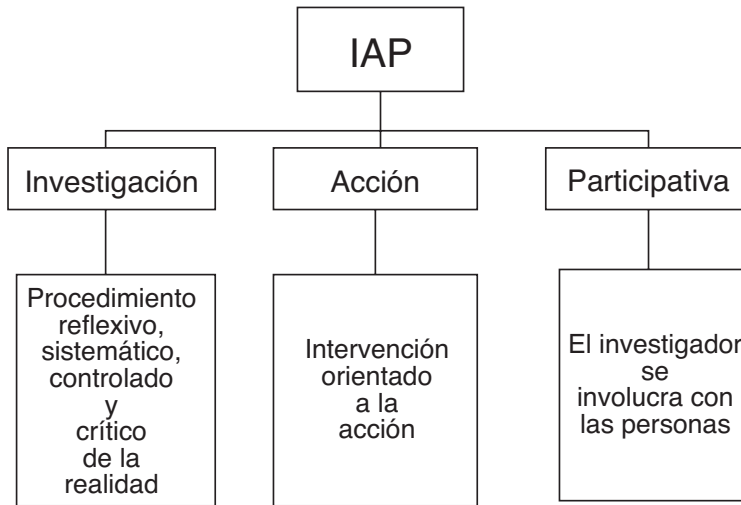 IAP
Investigación
Acción
Participativa
Procedimiento
reflexivo,
sistemático,
controlado
y
crítico
de la
realidad
Intervención
orientado
a la
acción
El investigador
se
involucra con
las personas